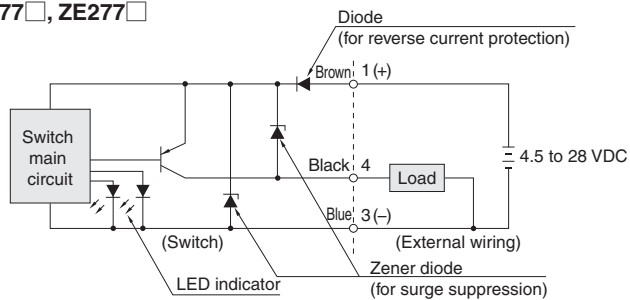 77□, ZE277□
Diode
(for reverse current protection)
Brown 1 (+)
Switch
main
circuit
4.5 to 28 VDC
Black 4
Load
Blue 3 (–)
(Switch)
(External wiring)
LED indicator
Zener diode
(for surge suppression)